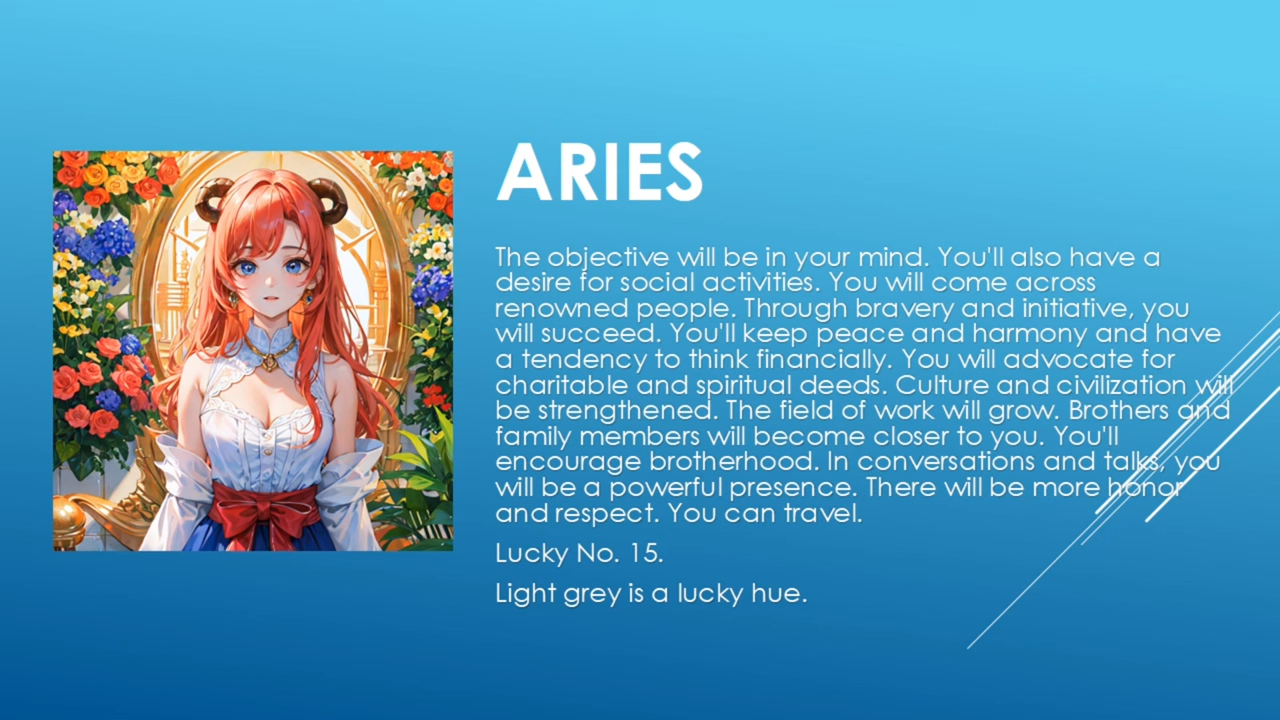 ARIES
The objective will be in your mind. You'll also have a
desire for social activities. You will come across
renowned people. Through bravery and initiative, you
will succeed. You'll keep peace and harmony and have
a tendency to think financially. You will advocate for
charitable and spiritual deeds. Culture and civilization will
be strengthened. The field of work will grow. Brothers and
family members will become closer to you. You'll
encourage brotherhood. In conversations and talks, you
will be a powerful presence. There will be more honor
and respect. You can travel.
Lucky No. 15.
Light grey is a lucky hue.